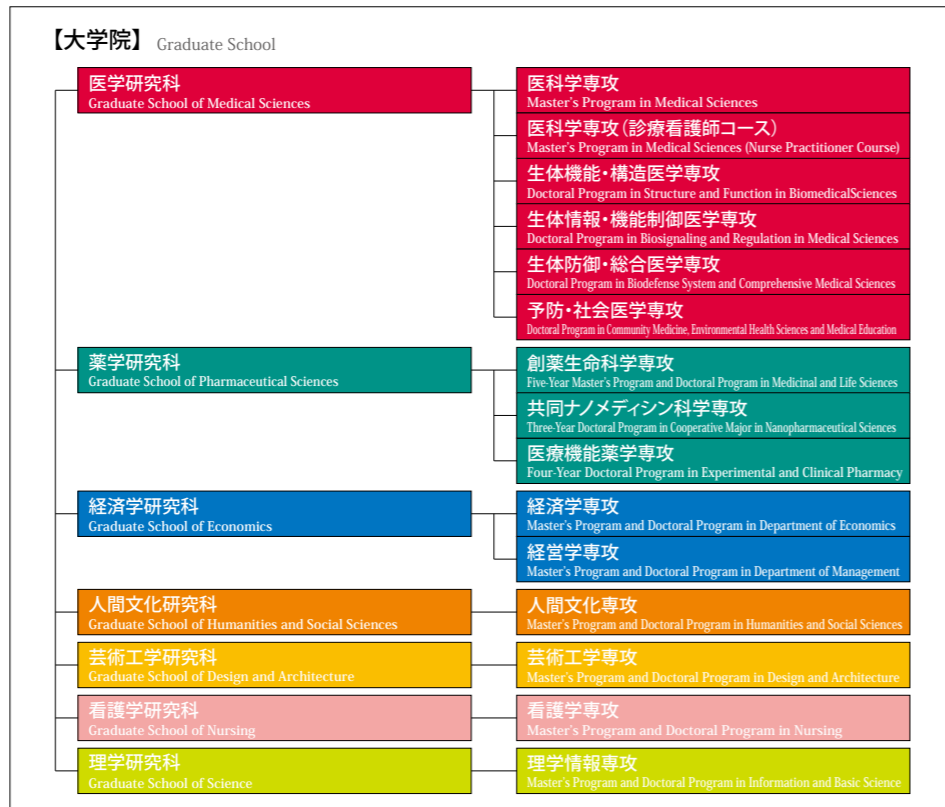 【大学院】 Graduate School
医学研究科
Graduate School of Medical Sciences
医科学専攻
Master's Program in Medical Sciences
医科学専攻(診療看護師コース)
Master's Program in Medical Sciences (Nurse Practitioner Course)
生体機能・構造医学専攻
Doctoral Program in Structure and Function in BiomedicalSciences
生体情報・機能制御医学専攻
Doctoral Program in Biosignaling and Regulation in Medical Sciences
生体防御・総合医学専攻
Doctoral Program in Biodefense System and Comprehensive Medical Sciences
予防・社会医学専攻
Doctoral Program in Community Medicine, Environmental Health Sciences and Medical Education
薬学研究科
Graduate School of Pharmaceutical Sciences
創薬生命科学専攻
Five-Year Master's Program and Doctoral Program in Medicinal and Life Sciences
共同ナノメディシン科学専攻
Three-Year Doctoral Program in Cooperative Major in Nanopharmaceutical Sciences
医療機能薬学専攻
Four-Year Doctoral Program in Experimental and Clinical Pharmacy
経済学研究科
Graduate School of Economics
経済学専攻
Master's Program and Doctoral Program in Department of Economics
経営学専攻
Master's Program and Doctoral Program in Department of Management
人間文化研究科
Graduate School of Humanities and Social Sciences
人間文化専攻
Master's Program and Doctoral Program in Humanities and Social Sciences
芸術工学研究科
Graduate School of Design and Architecture
芸術工学専攻
Master's Program and Doctoral Program in Design and Architecture
看護学研究科
Graduate School of Nursing
看護学専攻
Master's Program and Doctoral Program in Nursing
理学研究科
Graduate School of Science
理学情報専攻
Master's Program and Doctoral Program in Information and Basic Science